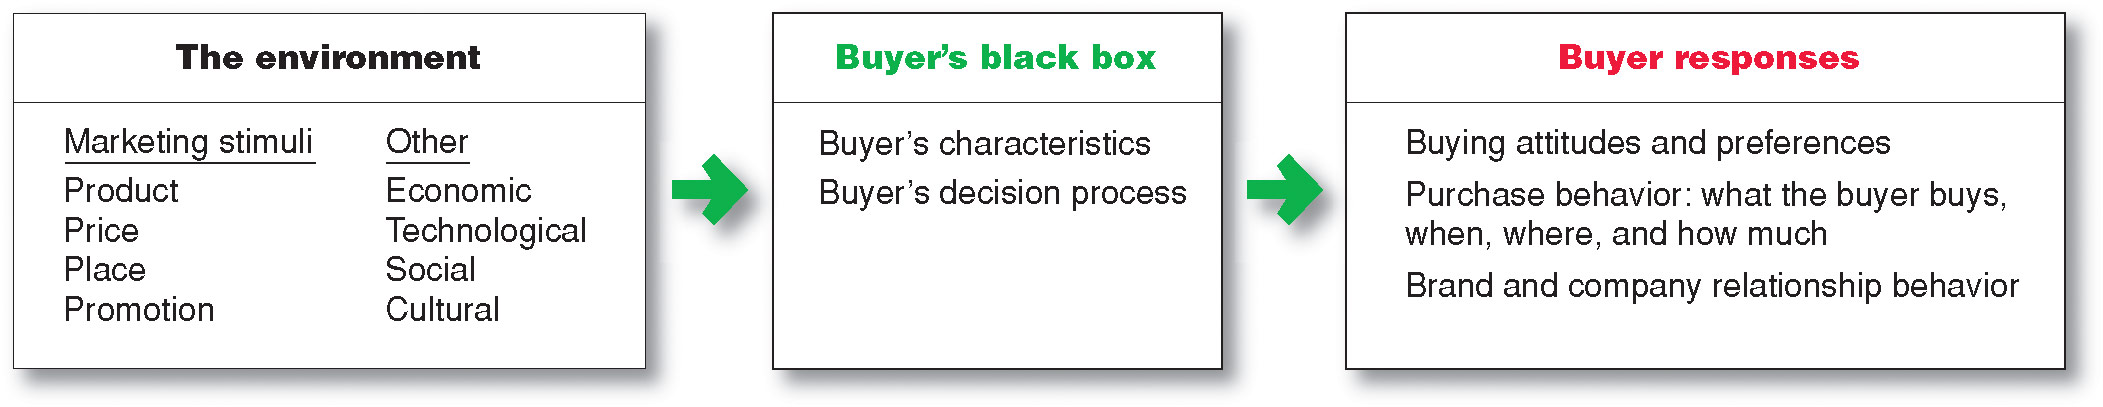 The environment
Marketing stimuli
Product
Price
Place
Promotion
Other
Economic
Technological
Social
Cultural
Buyer’s black box
Buyer’s characteristics
Buyer’s decision process
Buyer responses
Buying attitudes and preferences
Purchase behavior: what the buyer buys,
when, where, and how much
Brand and company relationship behavior